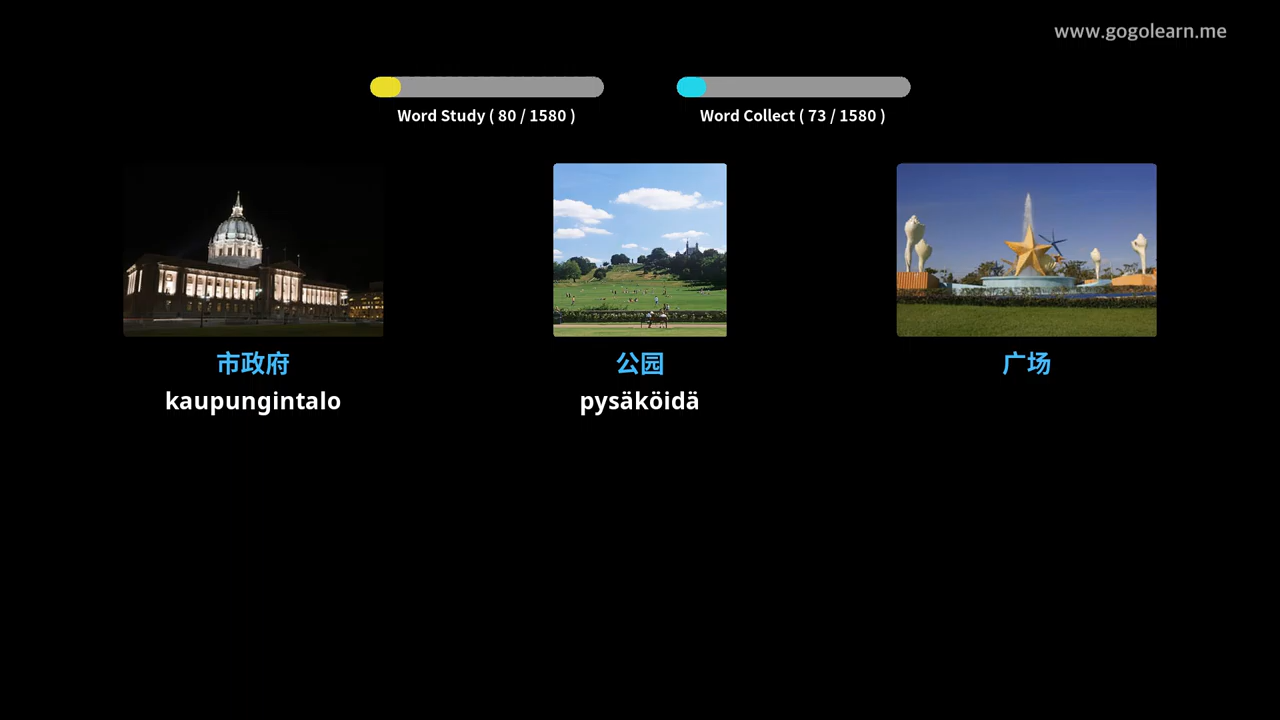 www.gogolearn.me
Word Study ( 80 / 1580 )
Word Collect ( 73 / 1580 )
市政府
公园
广场
kaupungintalo
pysäköidä